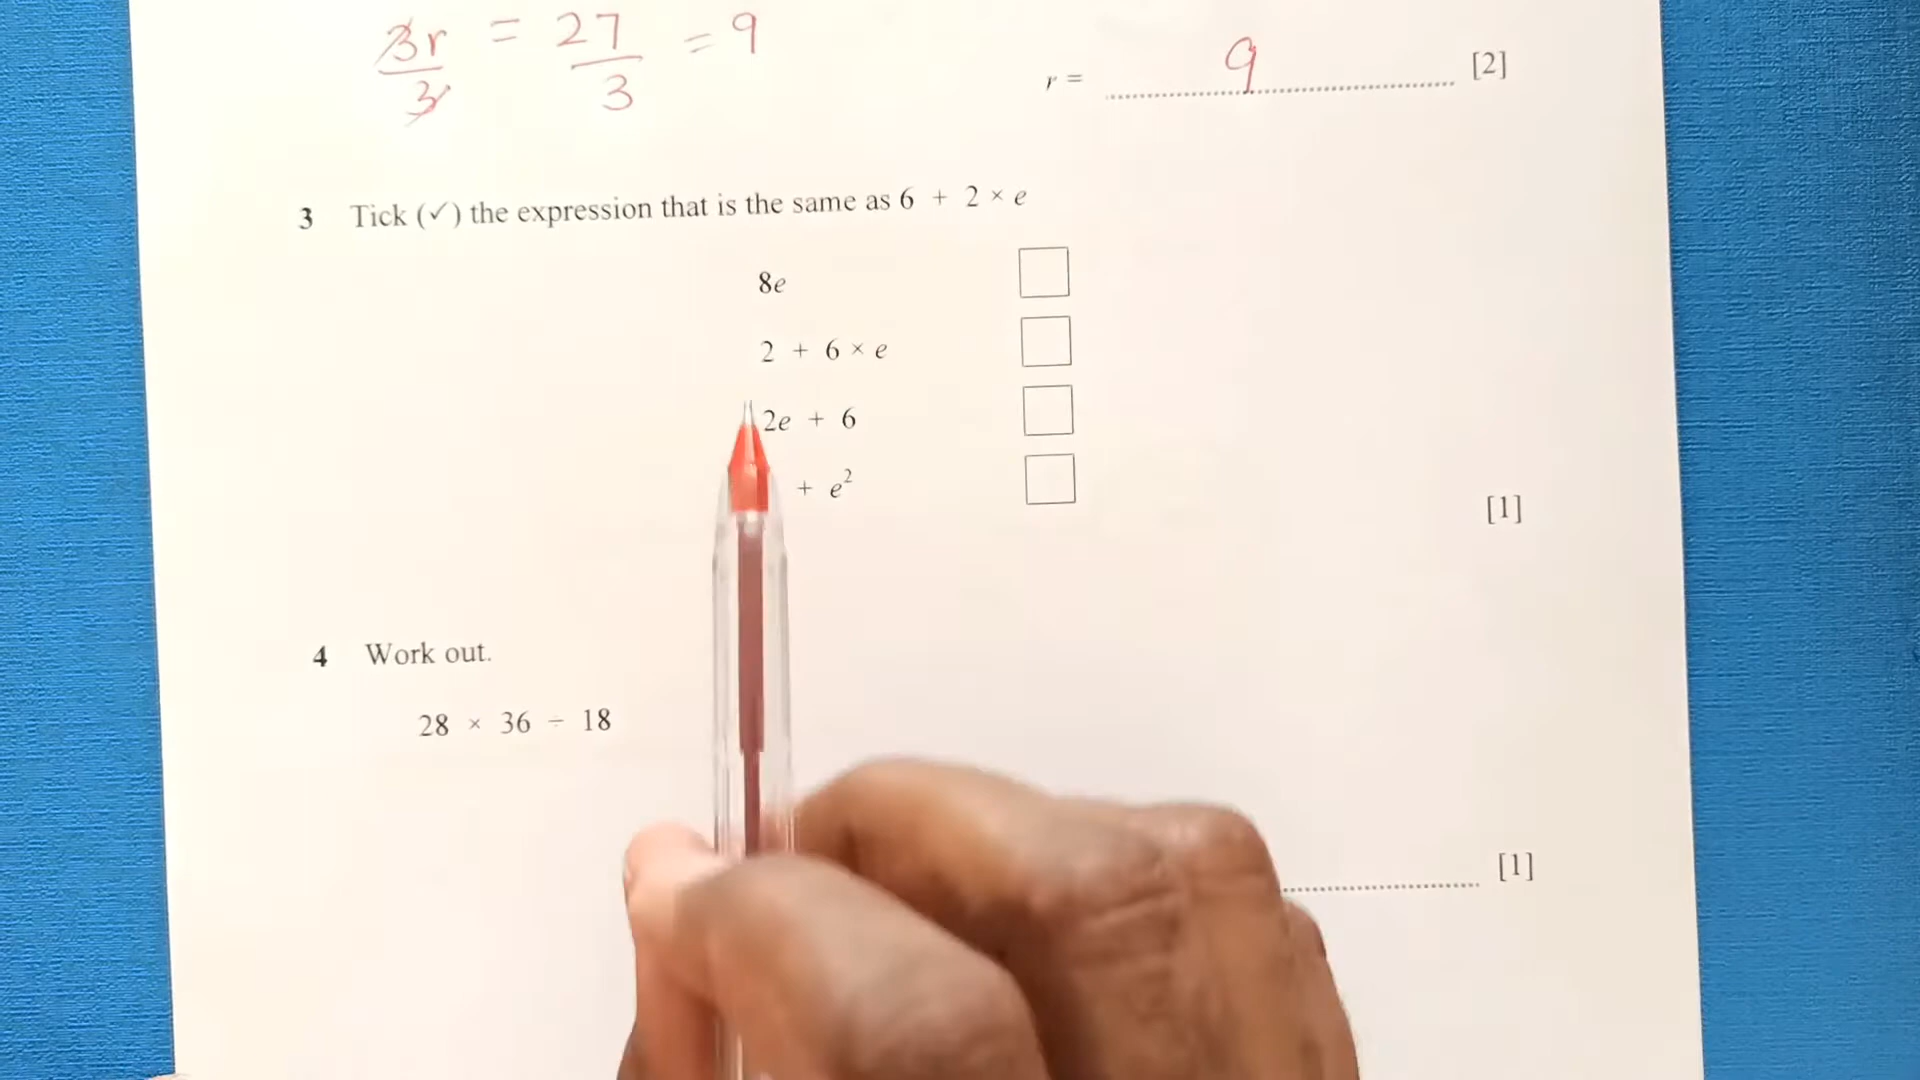 3r = 27 = 9
3 3
r = 9 [2]
3 Tick (✓) the expression that is the same as 6 + 2 × e
8e
2 + 6 × e
2e + 6
+ e²
[1]
4 Work out.
28 × 36 ÷ 18
[1]